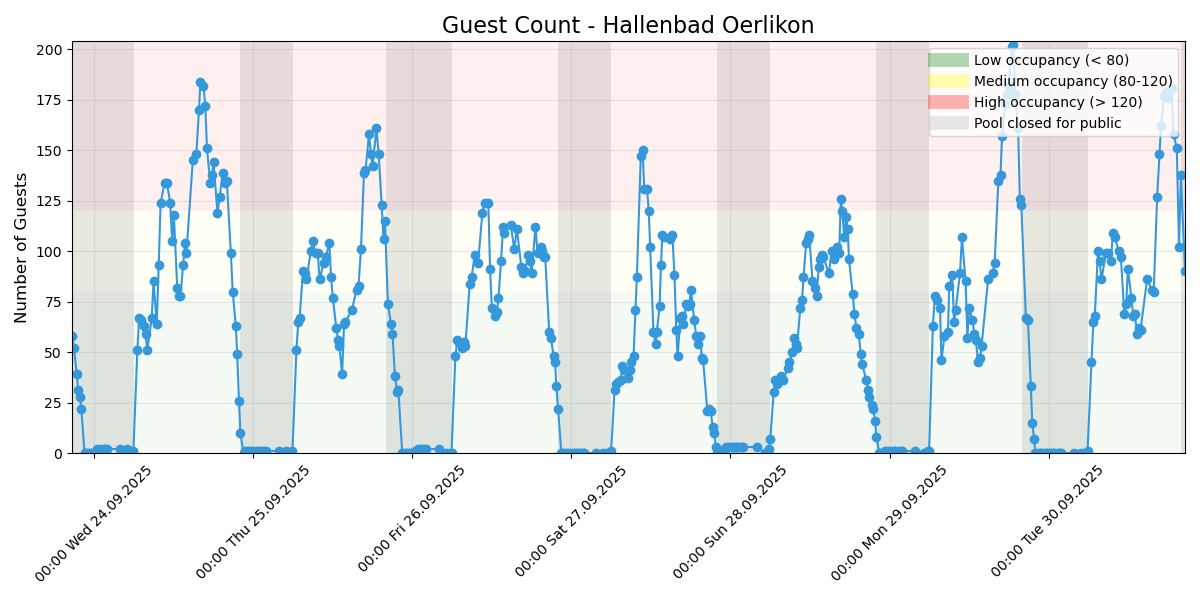 Guest Count - Hallenbad Oerlikon
Number of Guests
200
175
150
125
100
75
50
25
0
Low occupancy (< 80)
Medium occupancy (80-120)
High occupancy (> 120)
Pool closed for public
00:00 Wed 24.09.2025
00:00 Thu 25.09.2025
00:00 Fri 26.09.2025
00:00 Sat 27.09.2025
00:00 Sun 28.09.2025
00:00 Mon 29.09.2025
00:00 Tue 30.09.2025